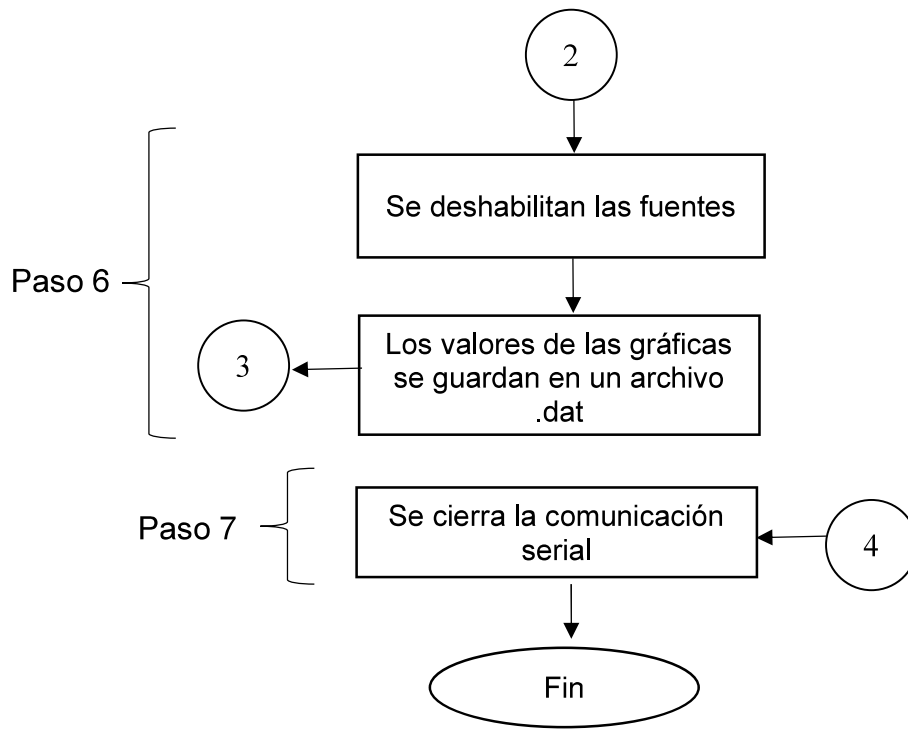 2
Se deshabilitan las fuentes
Paso 6
3
Los valores de las gráficas
se guardan en un archivo
.dat
Paso 7
Se cierra la comunicación
serial
4
Fin